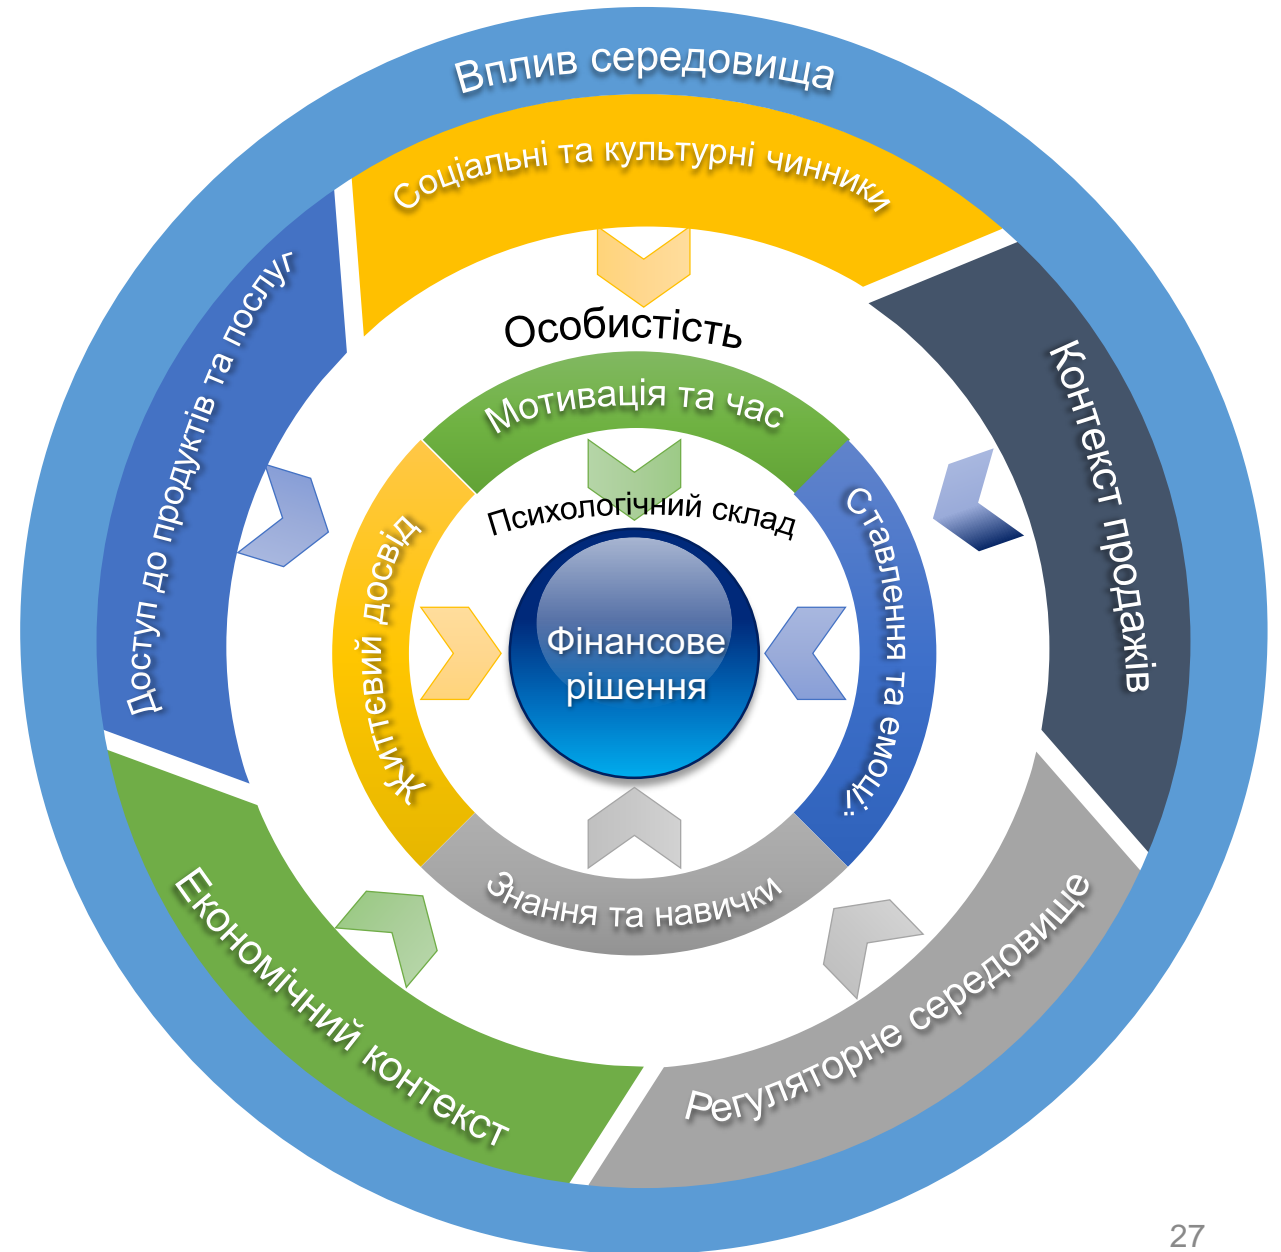 Вплив середовища
Соціальні та культурні чинники
Доступ до продуктів та послуг
Контекст продажів
Особистість
Мотивація та час
Психологічний склад
Життєвий досвід
Ставлення та емоції
Фінансове
рішення
Знання та навички
Економічний контекст
Регуляторне середовище
27